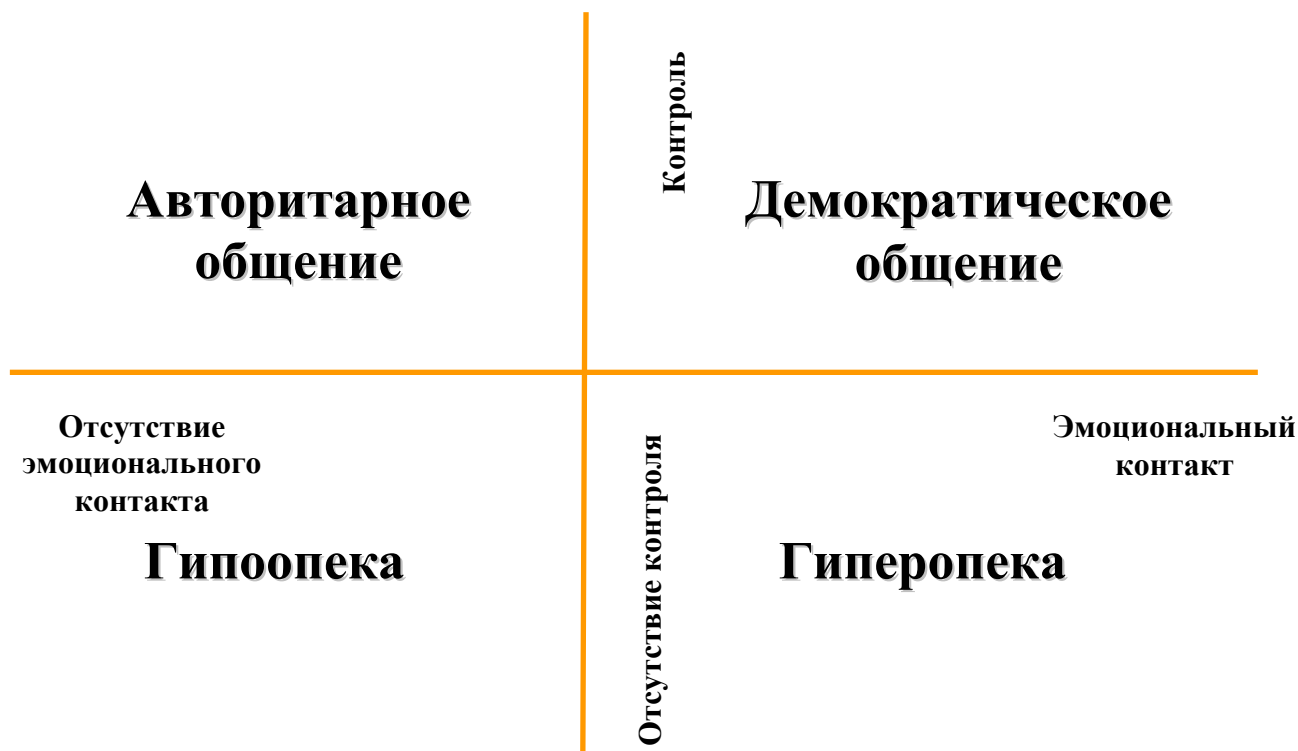 Контроль
Авторитарное
общение
Демократическое
общение
Отсутствие
эмоционального
контакта
Эмоциональный
контакт
Отсутствие контроля
Гипоопека
Гиперопека